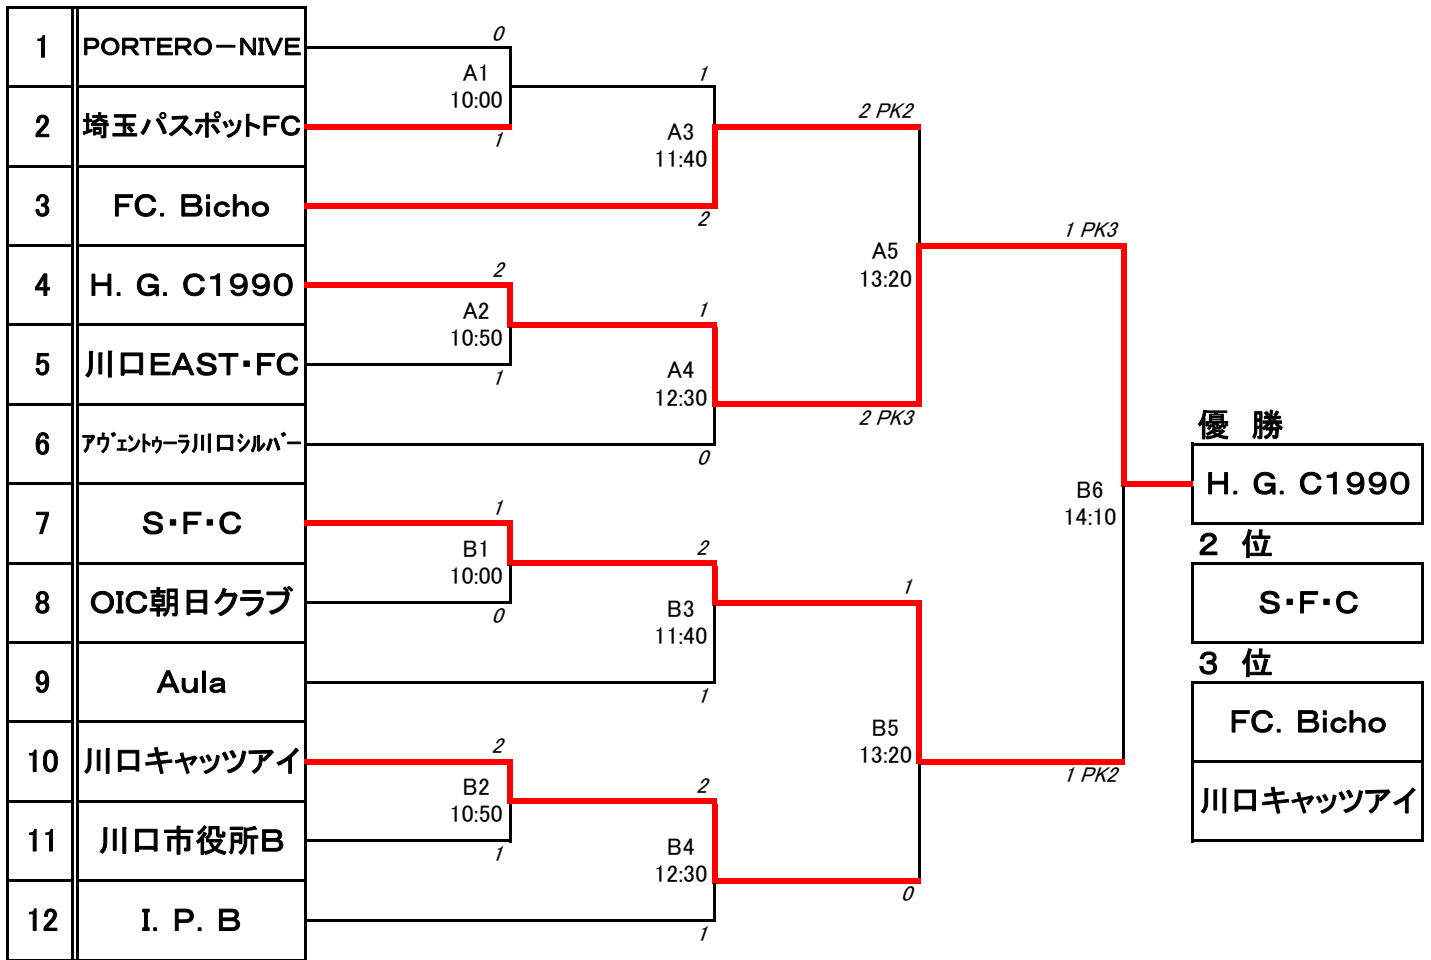 1 PORTERO－NIVE
2 埼玉パスポットFC
3 FC. Bicho
4 H. G. C1990
5 川口EAST・FC
6 ｱｳﾞｪﾝﾄｩｰﾗ川口ｼﾙﾊﾞｰ
7 S・F・C
8 OIC朝日クラブ
9 Aula
10 川口キャッツアイ
11 川口市役所B
12 I. P. B
0
A1
10:00
1
2
A2
10:50
1
1
B1
10:00
0
2
B2
10:50
1
1
A3
11:40
2
1
A4
12:30
0
2
B3
11:40
1
2
B4
12:30
1
2 PK2
A5
13:20
2 PK3
1
B5
13:20
0
1 PK3
B6
14:10
1 PK2
優 勝
H. G. C1990
2 位
S・F・C
3 位
FC. Bicho
川口キャッツアイ